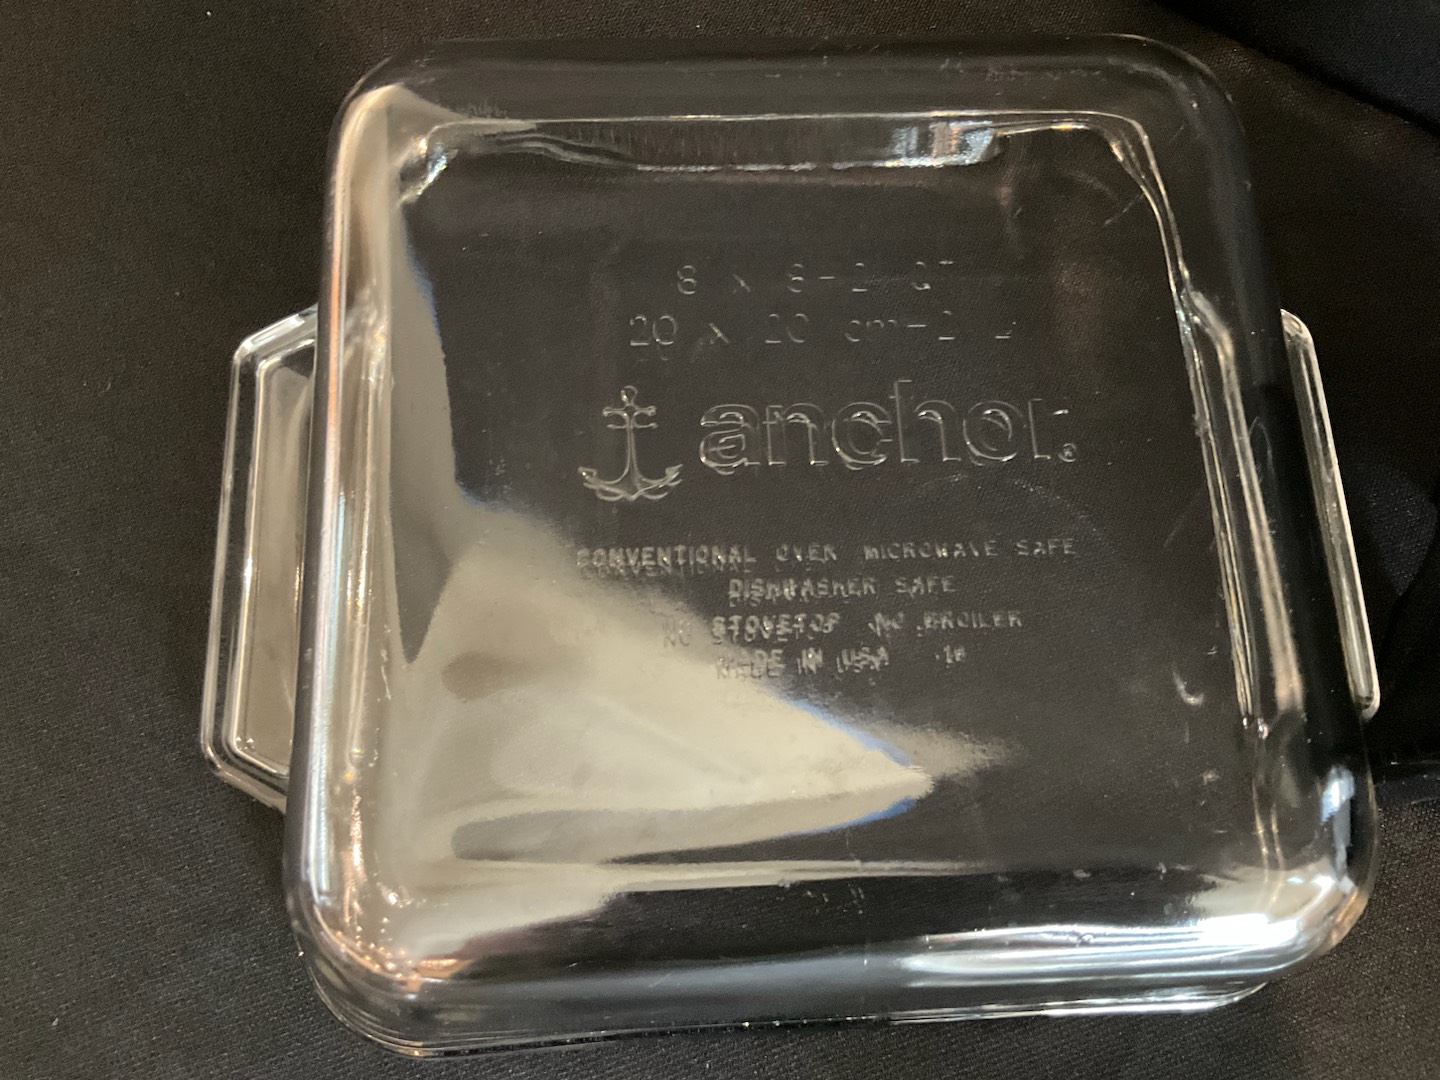 8 x 8-2 QT
20 x 20 cm-2 L
anchor®
CONVENTIONAL OVEN MICROWAVE SAFE
DISHWASHER SAFE
NO STOVETOP NO BROILER
MADE IN USA